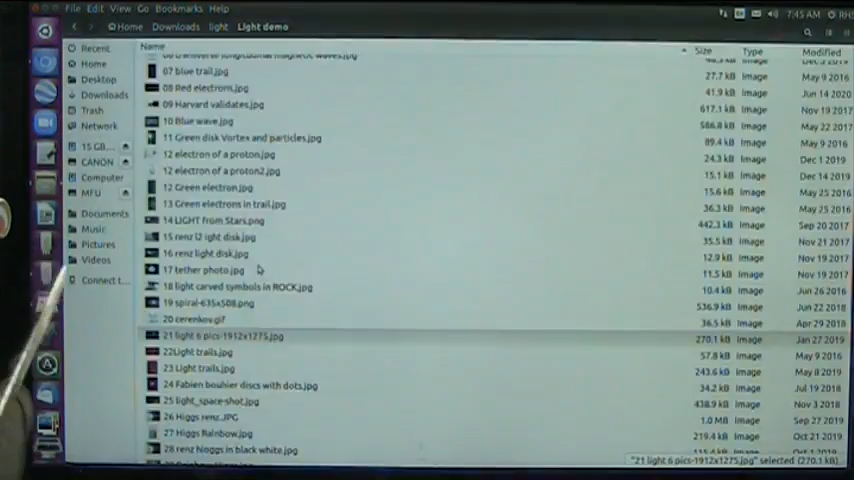 File Edit View Go Bookmarks Help
7:45 AM
Home Downloads light Light demo
Recent
Home
Desktop
Downloads
Trash
Network
15 GB...
CANON
Computer
MFU
Documents
Music
Pictures
Videos
Connect t...
Name Size Type Modified
07 blue trail.jpg 27.7 kB Image May 9 2016
08 Red electrom.jpg 41.9 kB Image Jun 14 2020
09 Harvard validates.jpg 617.1 kB Image Nov 19 2017
10 Blue wave.jpg 586.8 kB Image May 22 2017
11 Green disk Vortex and particles.jpg 89.4 kB Image May 9 2016
12 electron of a proton.jpg 24.3 kB Image Dec 1 2019
12 electron of a proton2.jpg 15.1 kB Image Dec 14 2019
12 Green electron.jpg 15.6 kB Image May 25 2016
13 Green electrons in trail.jpg 36.3 kB Image May 25 2016
14 LIGHT from Stars.png 442.3 kB Image Sep 20 2017
15 renz l2 ight disk.jpg 35.5 kB Image Nov 21 2017
16 renz light disk.jpg 12.9 kB Image Nov 19 2017
17 tether photo.jpg 11.5 kB Image Nov 19 2017
18 light carved symbols in ROCK.jpg 10.4 kB Image Jun 26 2016
19 spiral-635x508.png 536.9 kB Image Jun 22 2018
20 cerenkov.gif 36.5 kB Image Apr 29 2018
21 light 6 pics-1912x1275.jpg 270.1 kB Image Jan 27 2019
22Light trails.jpg 57.8 kB Image May 9 2016
23 Light trails.jpg 243.6 kB Image May 8 2019
24 Fabien bouhier discs with dots.jpg 34.2 kB Image Jul 19 2018
25 light_space-shot.jpg 438.9 kB Image Nov 3 2018
26 Higgs renz.JPG 1.0 MB Image Sep 27 2019
27 Higgs Rainbow.jpg 219.4 kB Image Oct 21 2019
28 renz hioggs in black white.jpg
"21 light 6 pics-1912x1275.jpg" selected (270.1 kB)